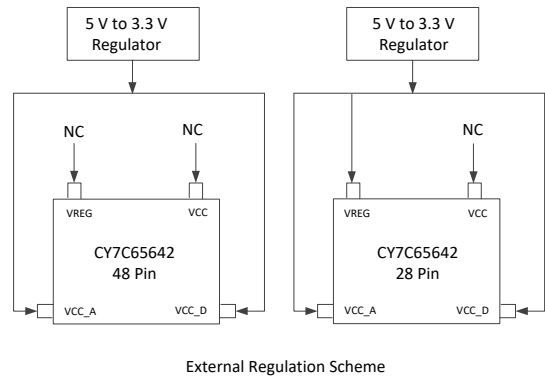 5 V to 3.3 V
Regulator
NC
NC
VREG
VCC
CY7C65642
48 Pin
VCC_A
VCC_D
5 V to 3.3 V
Regulator
NC
VREG
VCC
CY7C65642
28 Pin
VCC_A
VCC_D
External Regulation Scheme